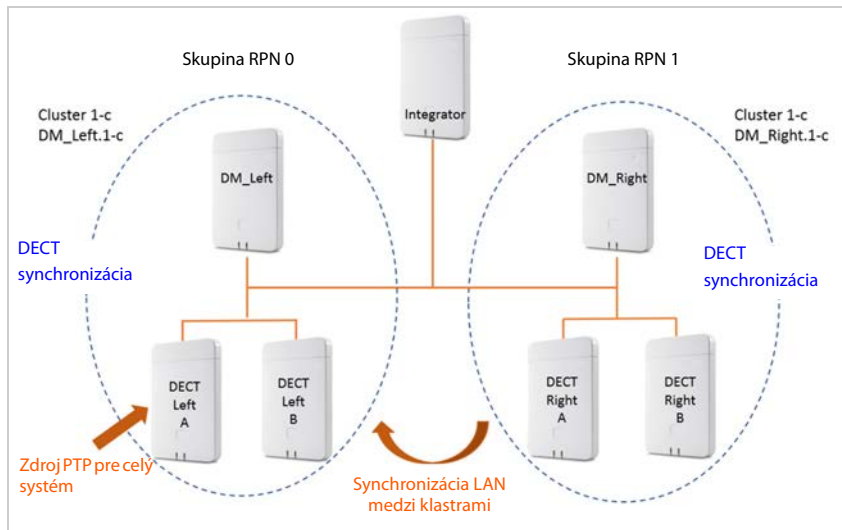 Skupina RPN 0
Skupina RPN 1
Integrator
Cluster 1-c
DM_Left.1-c
Cluster 1-c
DM_Right.1-c
DM_Left
DM_Right
DECT
synchronizácia
DECT
synchronizácia
DECT
Left
A
DECT
Left
B
DECT
Right
A
DECT
Right
B
Zdroj PTP pre celý
systém
Synchronizácia LAN
medzi klastrami